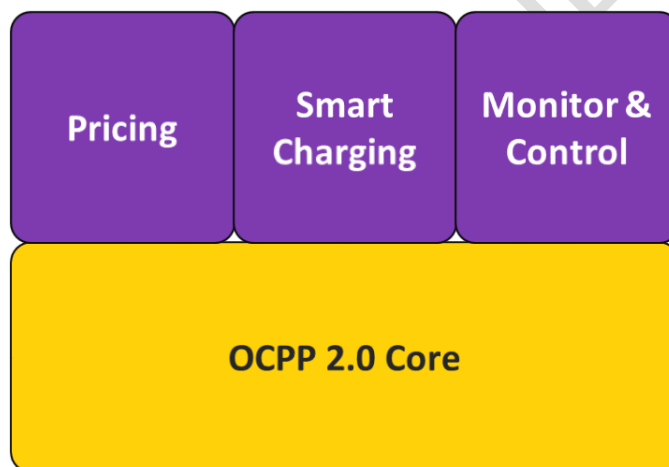 Pricing
Smart
Charging
Monitor &
Control
OCPP 2.0 Core